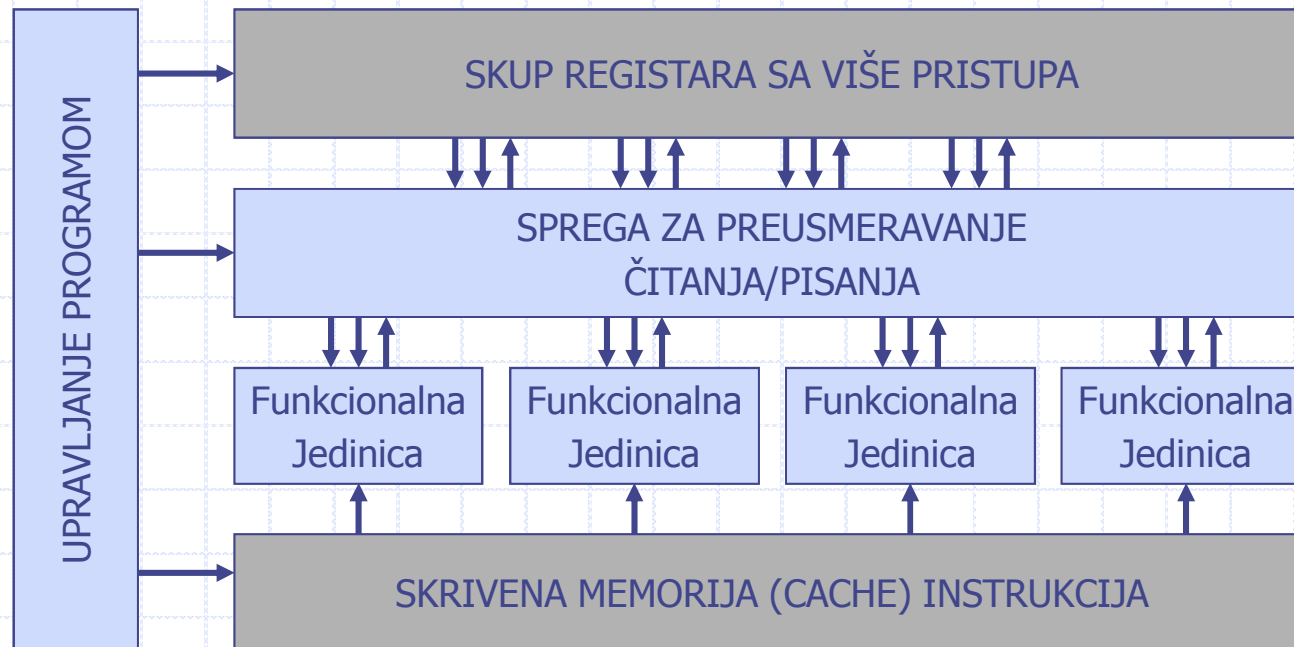 UPRAVLJANJE PROGRAMOM
SKUP REGISTARA SA VIŠE PRISTUPA
SPREGA ZA PREUSMERAVANJE
ČITANJA/PISANJA
Funkcionalna
Jedinica
Funkcionalna
Jedinica
Funkcionalna
Jedinica
Funkcionalna
Jedinica
SKRIVENA MEMORIJA (CACHE) INSTRUKCIJA